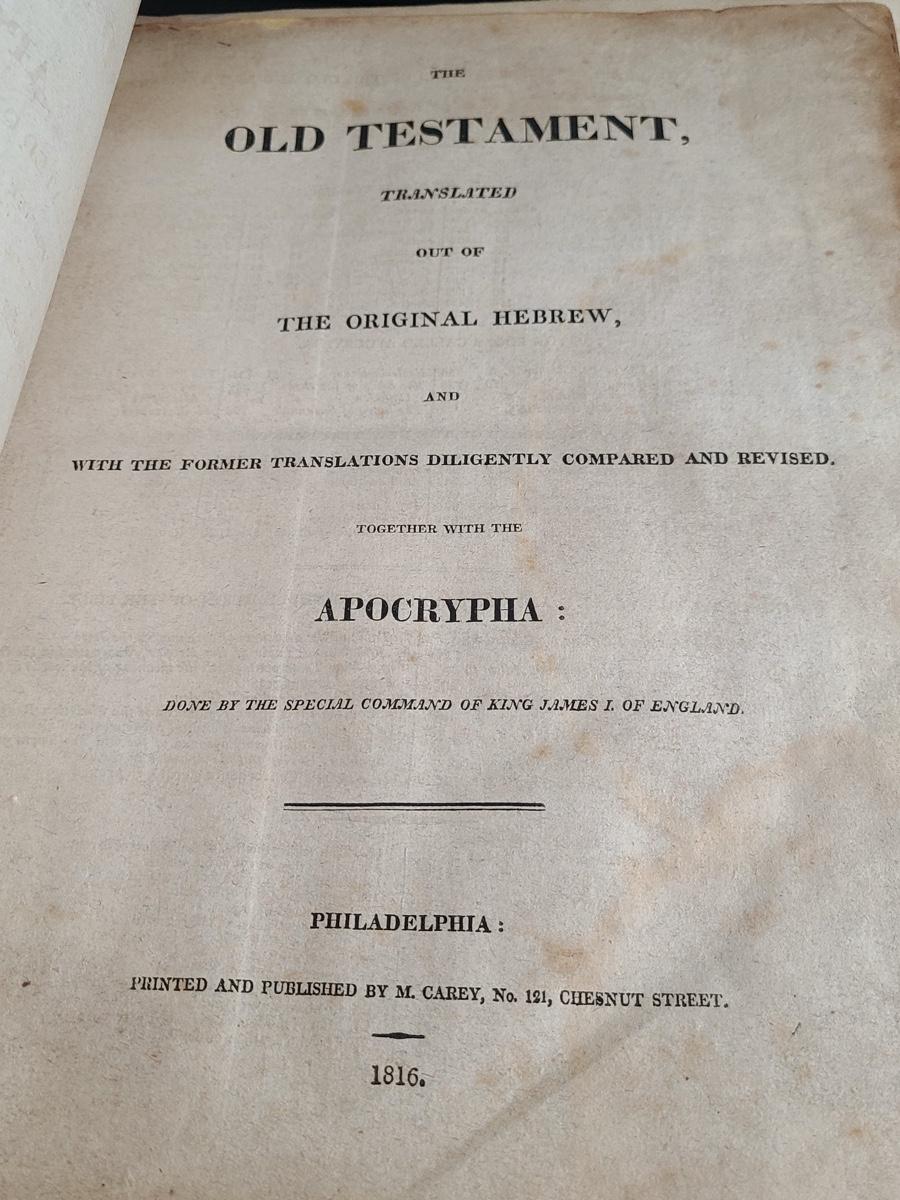 THE
OLD TESTAMENT,
TRANSLATED
OUT OF
THE ORIGINAL HEBREW,
AND
WITH THE FORMER TRANSLATIONS DILIGENTLY COMPARED AND REVISED.
TOGETHER WITH THE
APOCRYPHA :
DONE BY THE SPECIAL COMMAND OF KING JAMES I. OF ENGLAND.
PHILADELPHIA :
PRINTED AND PUBLISHED BY M. CAREY, No. 121, CHESNUT STREET.
1816.